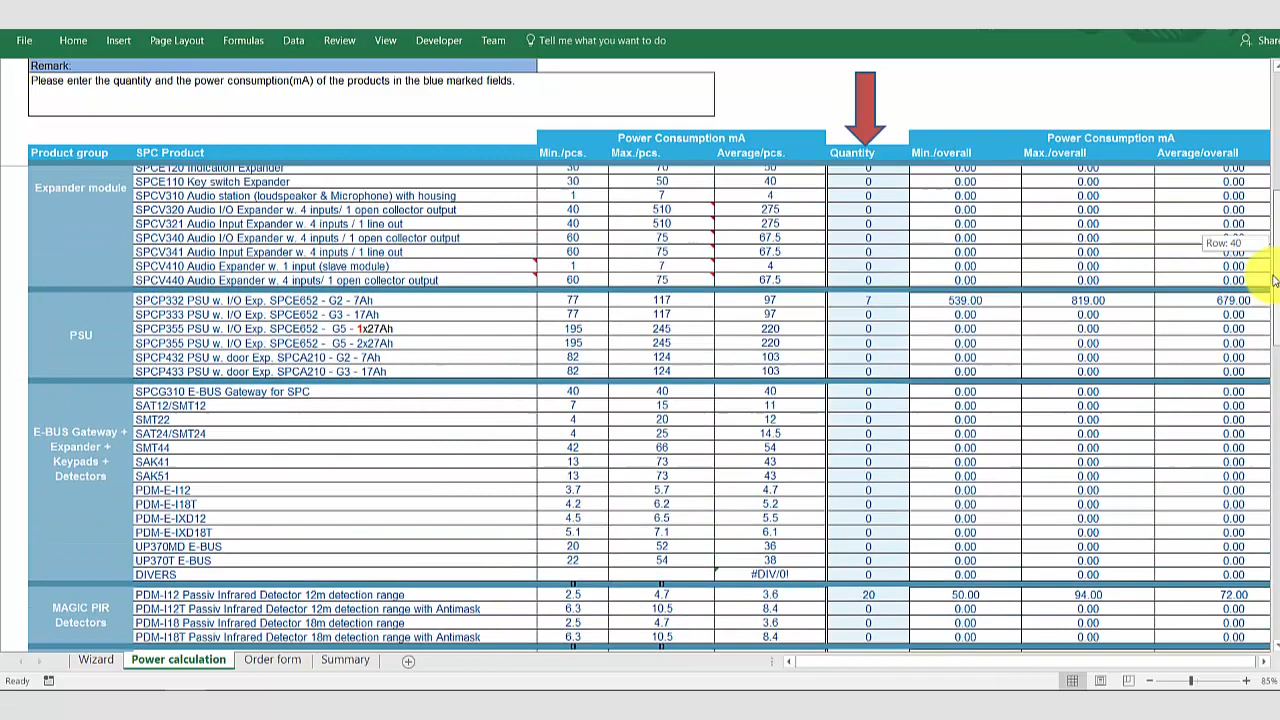 File Home Insert Page Layout Formulas Data Review View Developer Team Tell me what you want to do Share
Remark:
Please enter the quantity and the power consumption(mA) of the products in the blue marked fields.
Power Consumption mA Power Consumption mA
Product group SPC Product Min./pcs. Max./pcs. Average/pcs. Quantity Min./overall Max./overall Average/overall
SPCE120 Indication Expander 30 70 50 0 0.00 0.00 0.00
Expander module
SPCE110 Key switch Expander 30 50 40 0 0.00 0.00 0.00
SPCV310 Audio station (loudspeaker & Microphone) with housing 1 7 4 0 0.00 0.00 0.00
SPCV320 Audio I/O Expander w. 4 inputs/ 1 open collector output 40 510 275 0 0.00 0.00 0.00
SPCV321 Audio Input Expander w. 4 inputs / 1 line out 40 510 275 0 0.00 0.00 0.00
SPCV340 Audio I/O Expander w. 4 inputs / 1 open collector output 60 75 67.5 0 0.00 0.00 0.00
Row: 40
SPCV341 Audio Input Expander w. 4 inputs / 1 line out 60 75 67.5 0 0.00 0.00 0.00
SPCV410 Audio Expander w. 1 input (slave module) 1 7 4 0 0.00 0.00 0.00
SPCV440 Audio Expander w. 4 inputs/ 1 open collector output 60 75 67.5 0 0.00 0.00 0.00
PSU
SPCP332 PSU w. I/O Exp. SPCE652 - G2 - 7Ah 77 117 97 7 539.00 819.00 679.00
SPCP333 PSU w. I/O Exp. SPCE652 - G3 - 17Ah 77 117 97 0 0.00 0.00 0.00
SPCP355 PSU w. I/O Exp. SPCE652 - G5 - 1x27Ah 195 245 220 0 0.00 0.00 0.00
SPCP355 PSU w. I/O Exp. SPCE652 - G5 - 2x27Ah 195 245 220 0 0.00 0.00 0.00
SPCP432 PSU w. door Exp. SPCA210 - G2 - 7Ah 82 124 103 0 0.00 0.00 0.00
SPCP433 PSU w. door Exp. SPCA210 - G3 - 17Ah 82 124 103 0 0.00 0.00 0.00
E-BUS Gateway +
Expander +
Keypads +
Detectors
SPCG310 E-BUS Gateway for SPC 40 40 40 0 0.00 0.00 0.00
SAT12/SMT12 7 15 11 0 0.00 0.00 0.00
SMT22 4 20 12 0 0.00 0.00 0.00
SAT24/SMT24 4 25 14.5 0 0.00 0.00 0.00
SMT44 42 66 54 0 0.00 0.00 0.00
SAK41 13 73 43 0 0.00 0.00 0.00
SAK51 13 73 43 0 0.00 0.00 0.00
PDM-E-I12 3.7 5.7 4.7 0 0.00 0.00 0.00
PDM-E-I18T 4.2 6.2 5.2 0 0.00 0.00 0.00
PDM-E-IXD12 4.5 6.5 5.5 0 0.00 0.00 0.00
PDM-E-IXD18T 5.1 7.1 6.1 0 0.00 0.00 0.00
UP370MD E-BUS 20 52 36 0 0.00 0.00 0.00
UP370T E-BUS 22 54 38 0 0.00 0.00 0.00
DIVERS #DIV/0! 0 0.00 0.00 0.00
MAGIC PIR
Detectors
PDM-I12 Passiv Infrared Detector 12m detection range 2.5 4.7 3.6 20 50.00 94.00 72.00
PDM-I12T Passiv Infrared Detector 12m detection range with Antimask 6.3 10.5 8.4 0 0.00 0.00 0.00
PDM-I18 Passiv Infrared Detector 18m detection range 2.5 4.7 3.6 0 0.00 0.00 0.00
PDM-I18T Passiv Infrared Detector 18m detection range with Antimask 6.3 10.5 8.4 0 0.00 0.00 0.00
Wizard Power calculation Order form Summary
Ready 85%